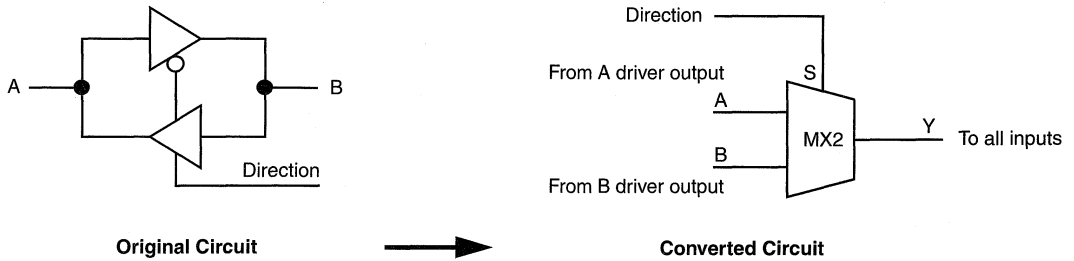 A
B
Direction
Original Circuit
Direction
From A driver output
S
A
MX2
Y
To all inputs
B
From B driver output
Converted Circuit